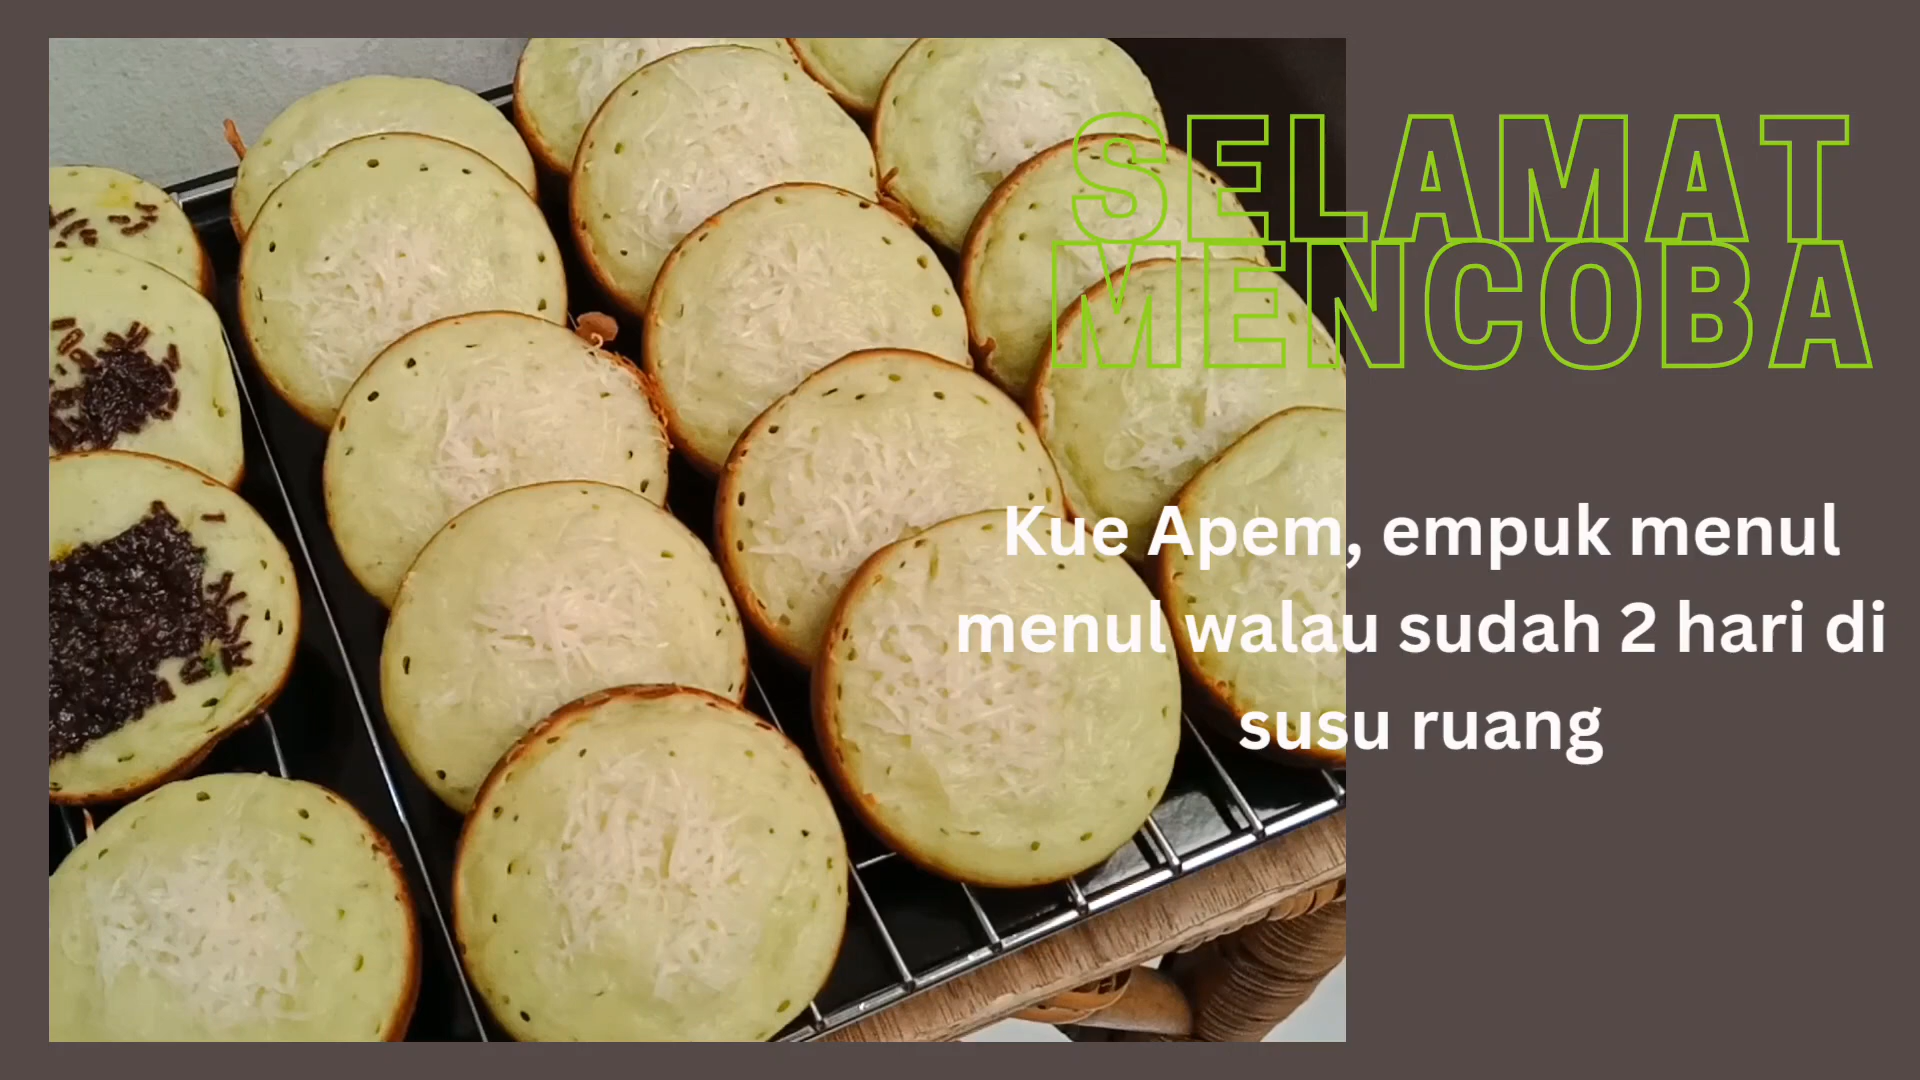 SELAMAT
MENCOBA
Kue Apem, empuk menul
menul walau sudah 2 hari di
susu ruang